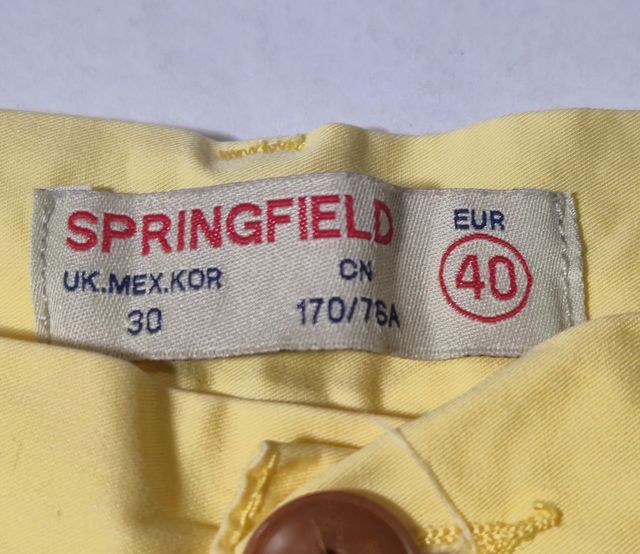 SPRINGFIELD
EUR
40
UK.MEX.KOR
30
CN
170/76A